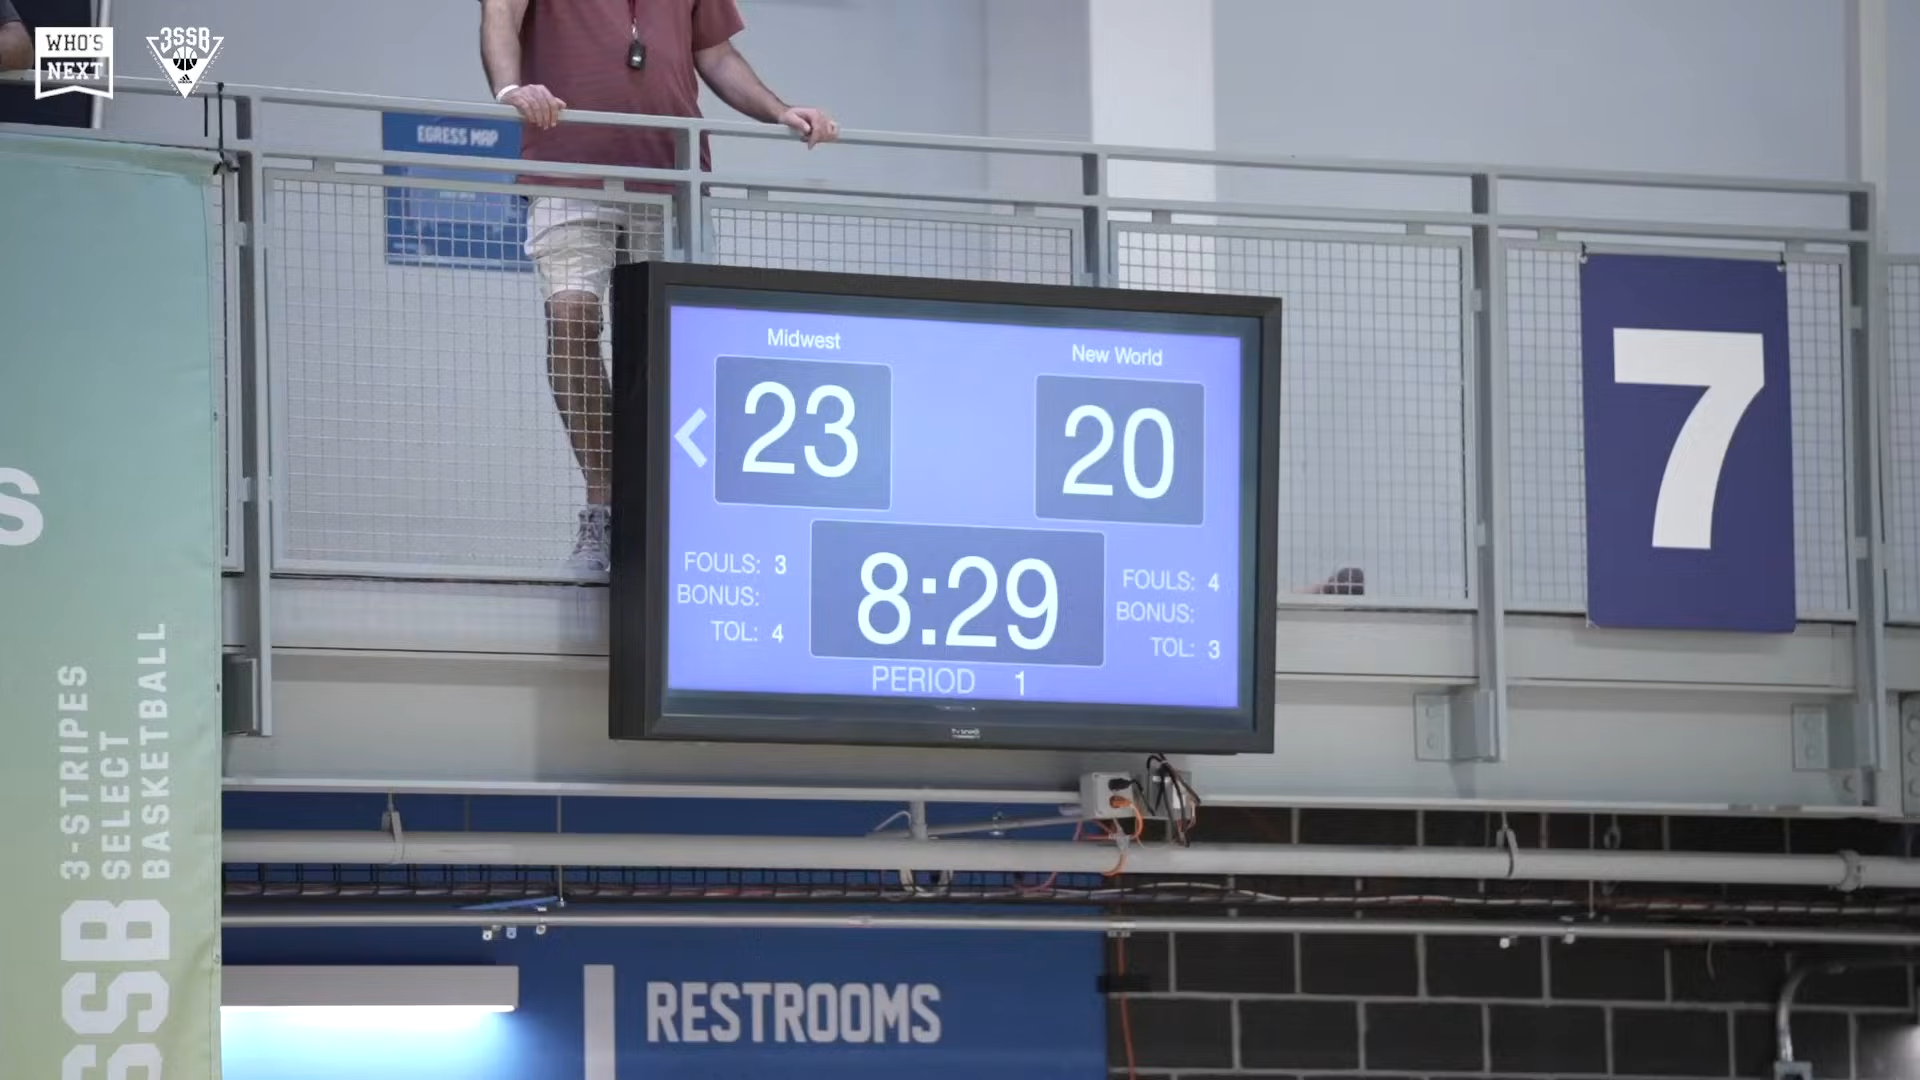 WHO'S
NEXT
3SSB
EGRESS MAP
7
Midwest
New World
23
20
FOULS: 3
BONUS:
TOL: 4
8:29
FOULS: 4
BONUS:
TOL: 3
PERIOD 1
S
3-STRIPES
SELECT
BASKETBALL
SSB
RESTROOMS